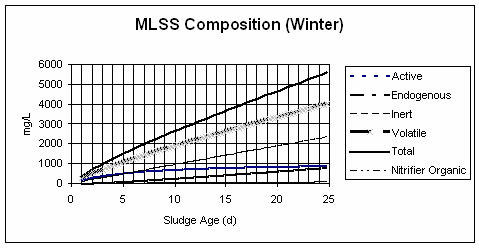 MLSS Composition (Winter)
6000
5000
4000
3000
2000
1000
0
mg/L
0 5 10 15 20 25
Sludge Age (d)
Active
Endogenous
Inert
Volatile
Total
Nitrifier Organic